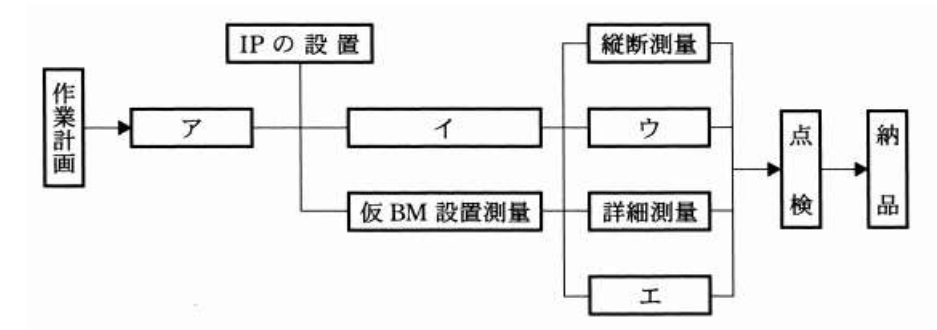 作業計画
ア
IPの設置
イ
仮BM設置測量
縦断測量
ウ
詳細測量
エ
点検
納品